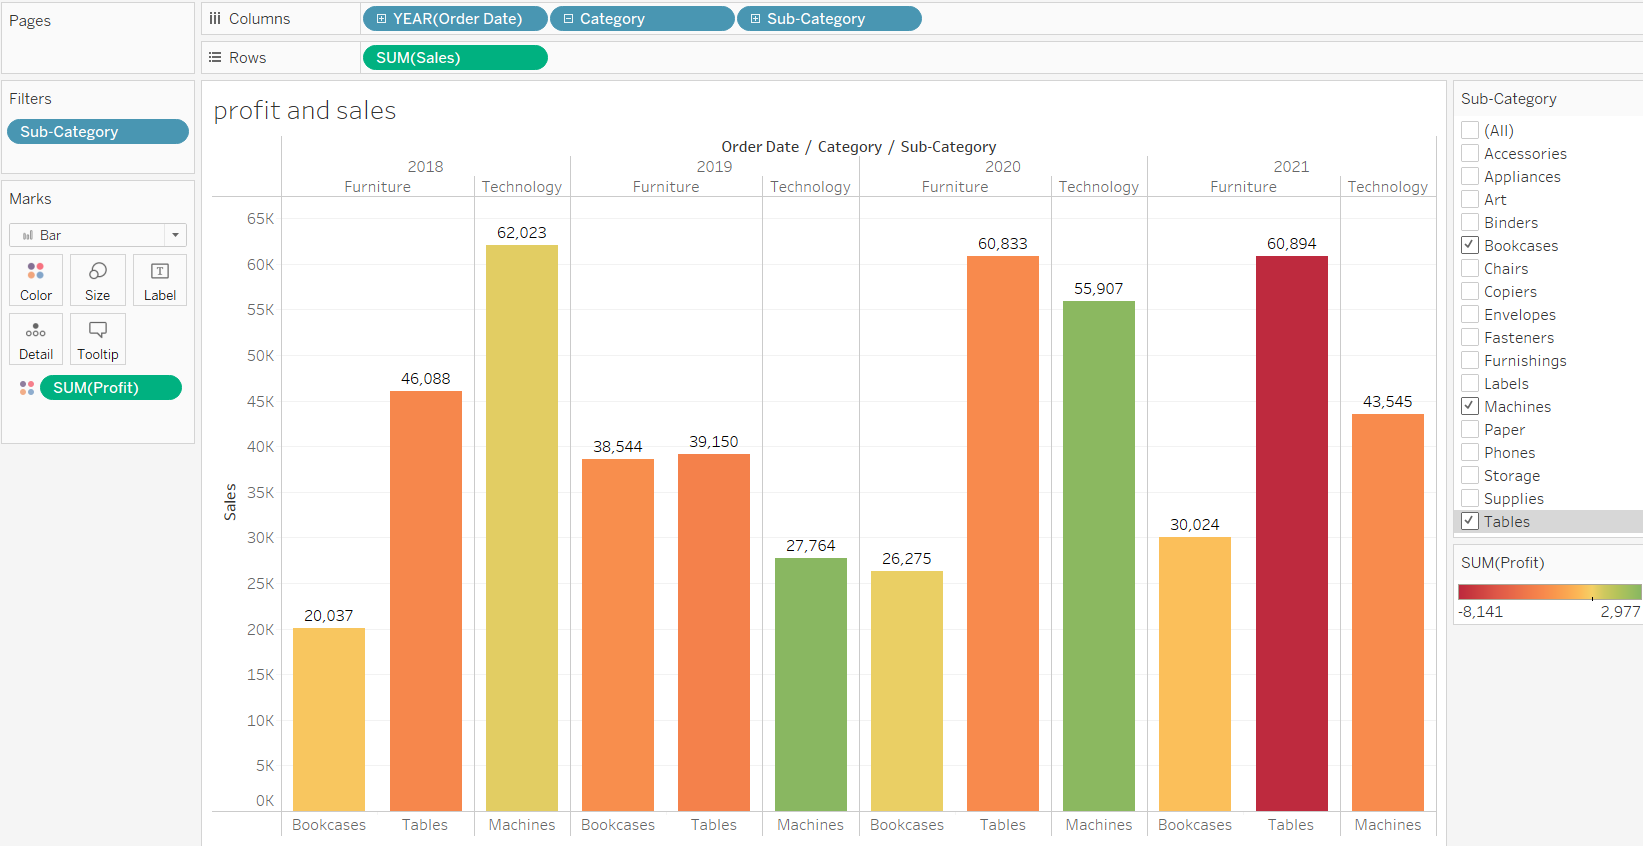 Pages
Columns
YEAR(Order Date)
Category
Sub-Category
Rows
SUM(Sales)
Filters
Sub-Category
Marks
Bar
Color
Size
T
Label
Detail
Tooltip
SUM(Profit)
profit and sales
Order Date / Category / Sub-Category
2018 2019 2020 2021
Furniture Technology Furniture Technology Furniture Technology Furniture Technology
Sales
65K
60K
55K
50K
45K
40K
35K
30K
25K
20K
15K
10K
5K
0K
20,037
46,088
62,023
38,544
39,150
27,764
26,275
60,833
55,907
30,024
60,894
43,545
Bookcases Tables Machines Bookcases Tables Machines Bookcases Tables Machines Bookcases Tables Machines
Sub-Category
(All)
Accessories
Appliances
Art
Binders
Bookcases
Chairs
Copiers
Envelopes
Fasteners
Furnishings
Labels
Machines
Paper
Phones
Storage
Supplies
Tables
SUM(Profit)
-8,141 2,977